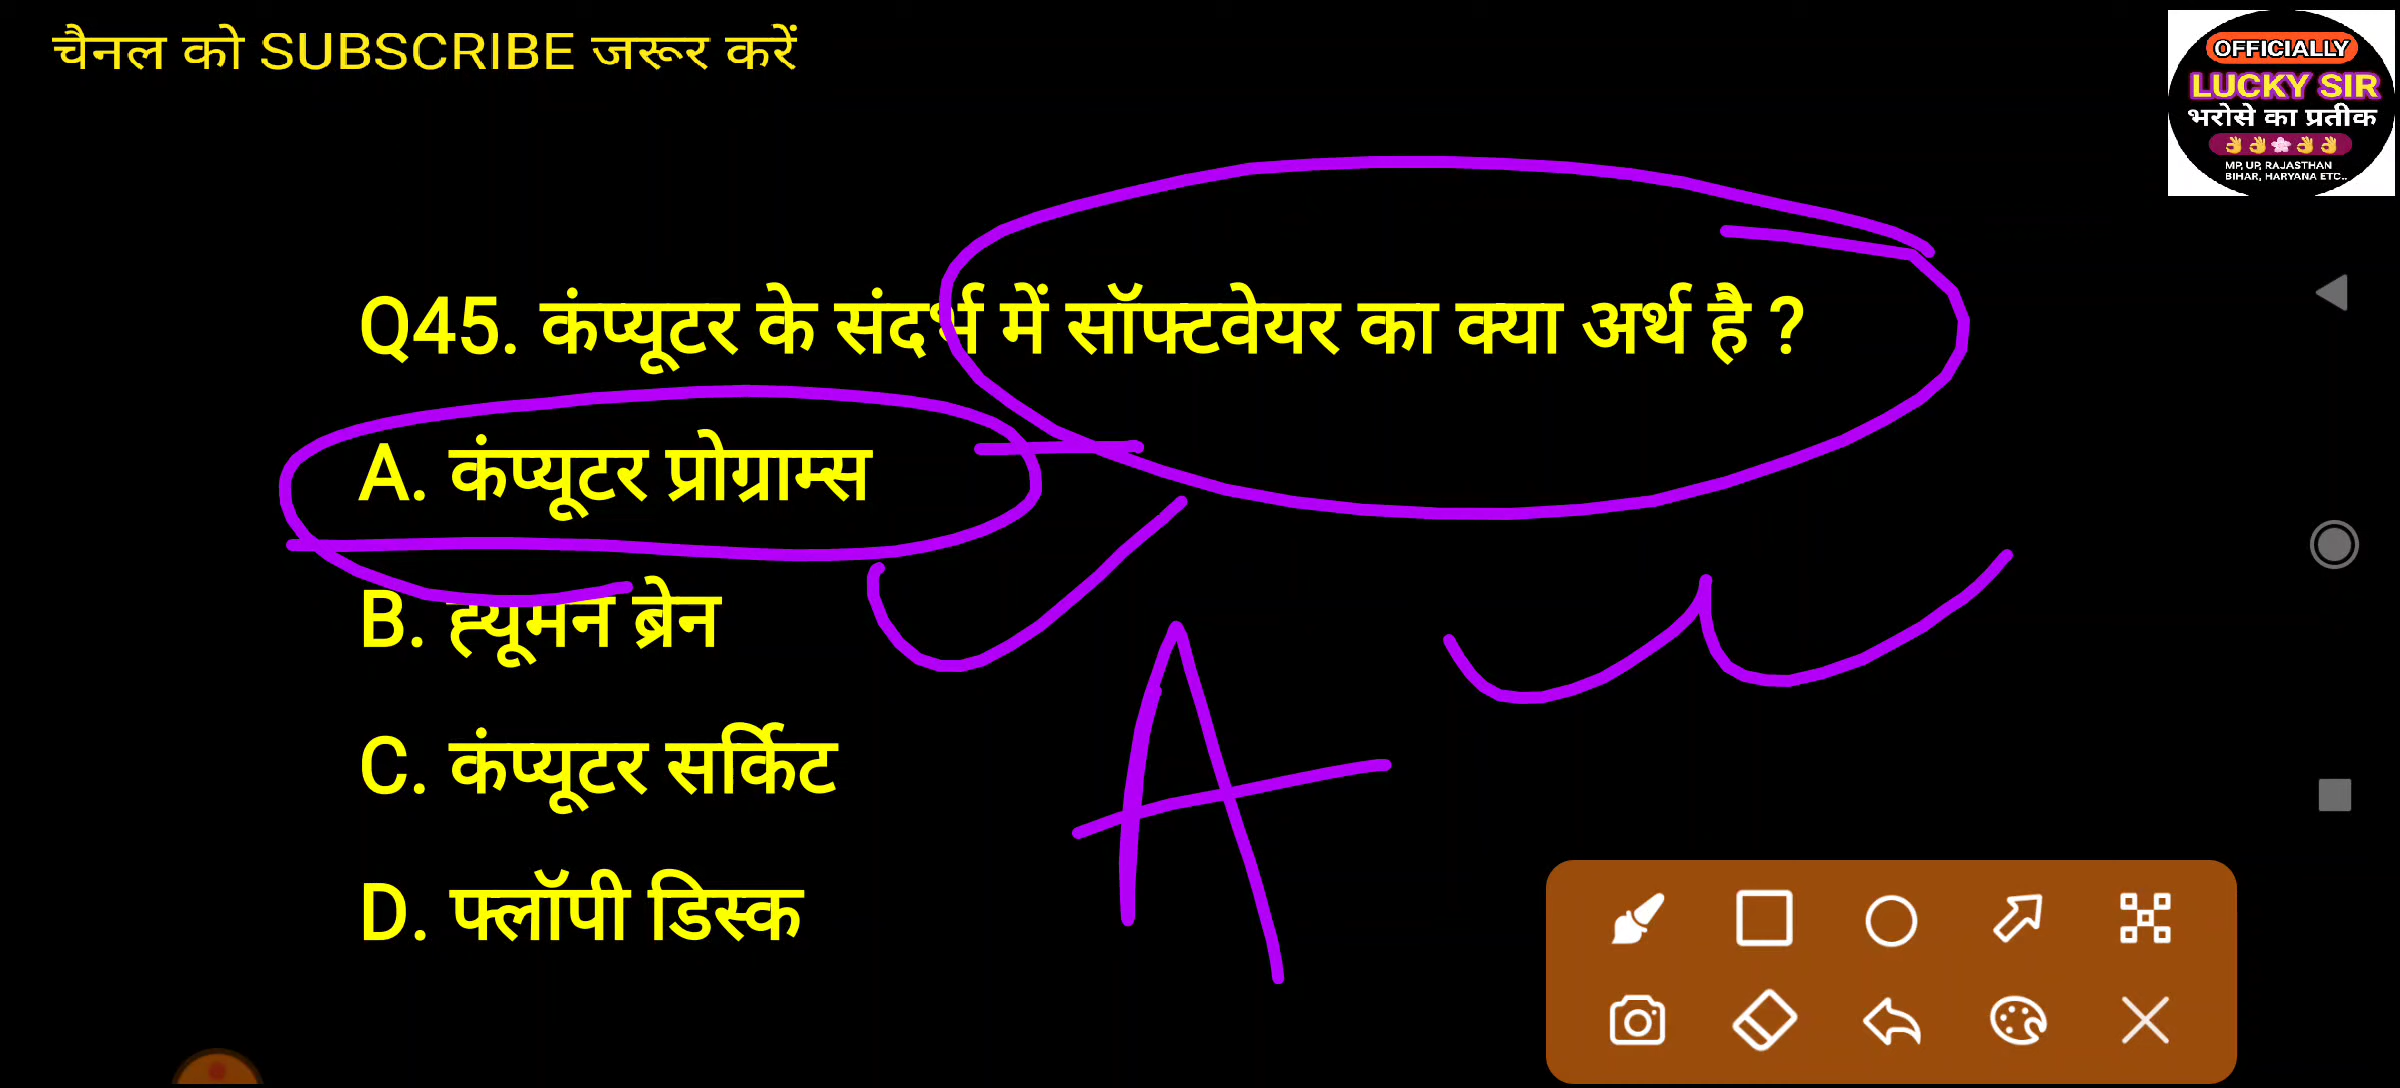 चैनल को SUBSCRIBE जरूर करें
OFFICIALLY
LUCKY SIR
भरोसे का प्रतीक
MP, UP, RAJASTHAN
BIHAR, HARYANA ETC..
Q45. कंप्यूटर के संदर्भ में सॉफ्टवेयर का क्या अर्थ है ?
A. कंप्यूटर प्रोग्राम्स
B. ह्यूमन ब्रेन
A
C. कंप्यूटर सर्किट
D. फ्लॉपी डिस्क